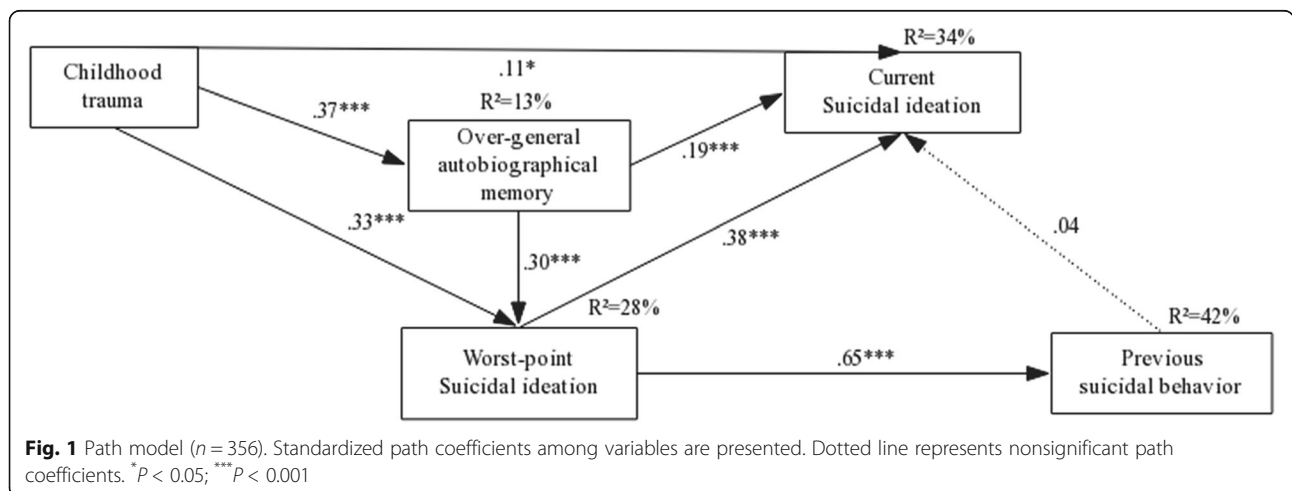 R²=34%
Childhood
trauma
.11*
Current
Suicidal ideation
.37***
R²=13%
Over-general
autobiographical
memory
.19***
.33***
.30***
.38***
.04
R²=28%
R²=42%
Worst-point
Suicidal ideation
.65***
Previous
suicidal behavior
Fig. 1 Path model (n = 356). Standardized path coefficients among variables are presented. Dotted line represents nonsignificant path
coefficients. *P < 0.05; ***P < 0.001